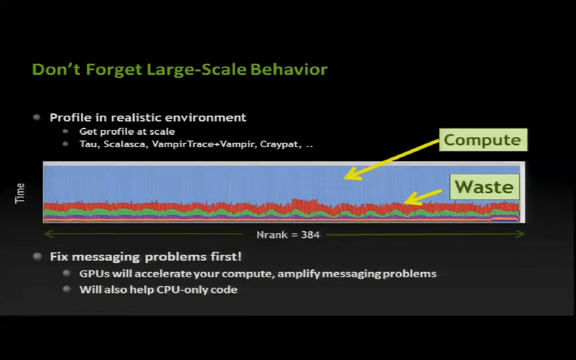 Don't Forget Large-Scale Behavior
Profile in realistic environment
Get profile at scale
Tau, Scalasca, VampirTrace+Vampir, Craypat, ..
Compute
Waste
Time
Nrank = 384
Fix messaging problems first!
GPUs will accelerate your compute, amplify messaging problems
Will also help CPU-only code